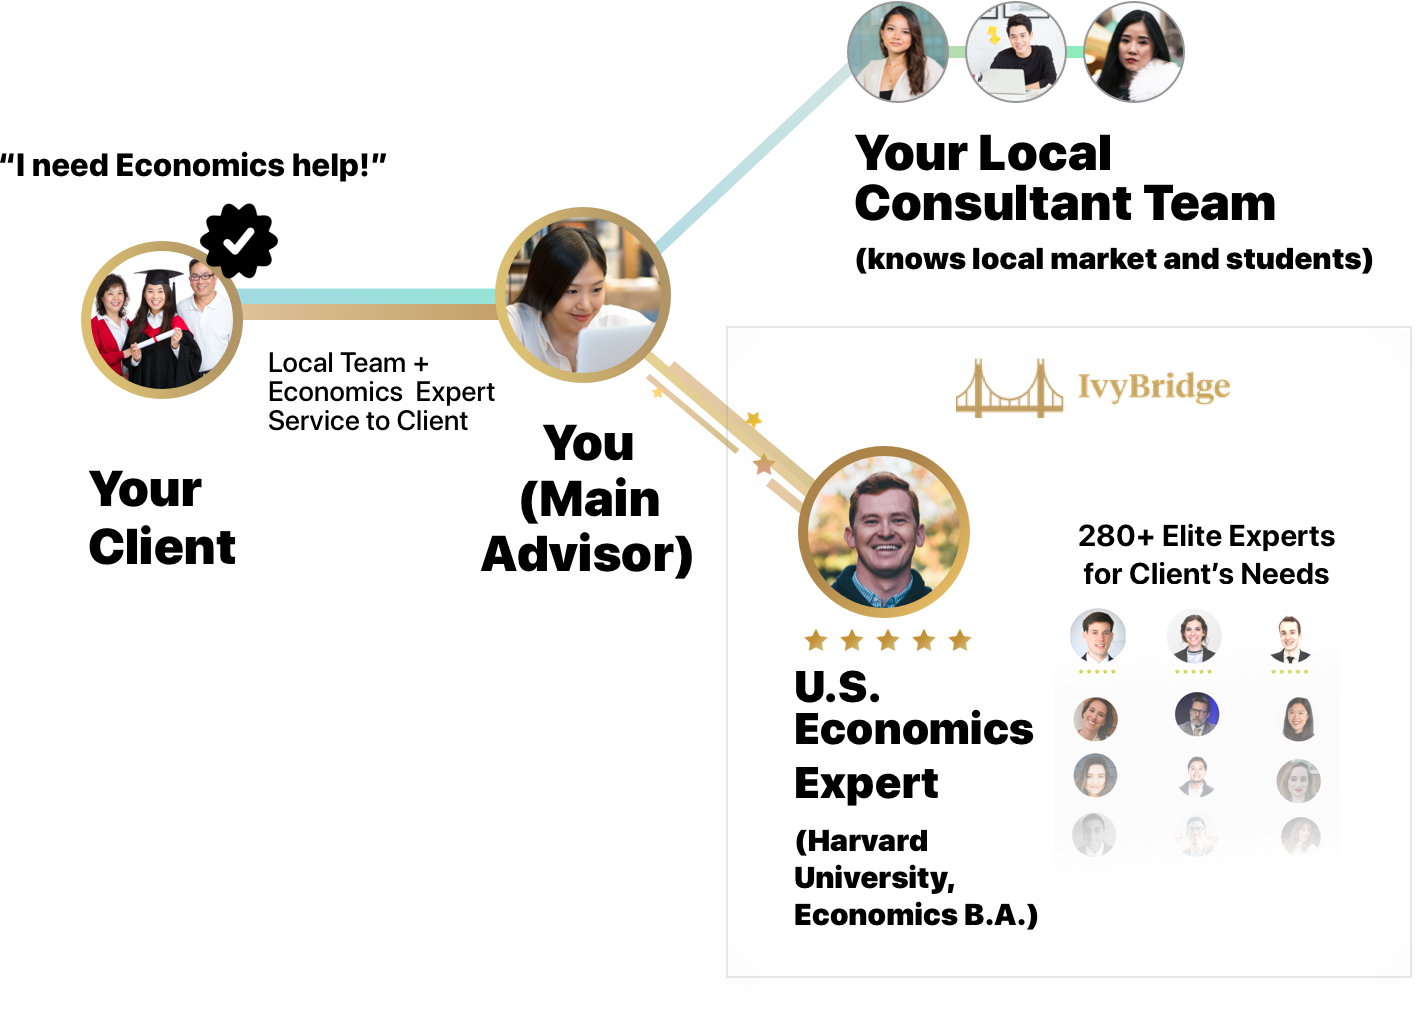 “I need Economics help!”
Local Team +
Economics  Expert
Service to Client
Your
Client
You
(Main
Advisor)
Your Local
Consultant Team
(knows local market and students)
IvyBridge
280+ Elite Experts
for Client’s Needs
U.S.
Economics
Expert
(Harvard
University,
Economics B.A.)